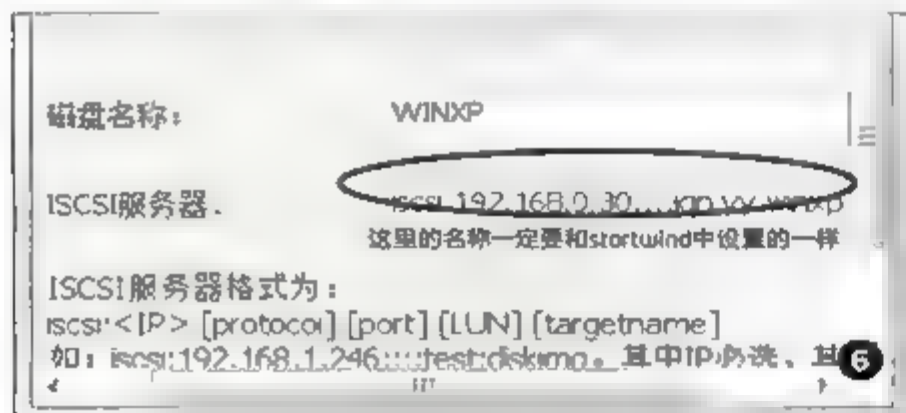 磁盘名称： WINXP
ISCSI服务器. iscsi:192.168.0.30
这里的名称一定要和startwind中设置的一样
ISCSI服务器格式为：
iscsi:<IP> [protocol] [port] [LUN] [targetname]
如：iscsi:192.168.1.246::::test:diskimg。其中IP必选、其
6